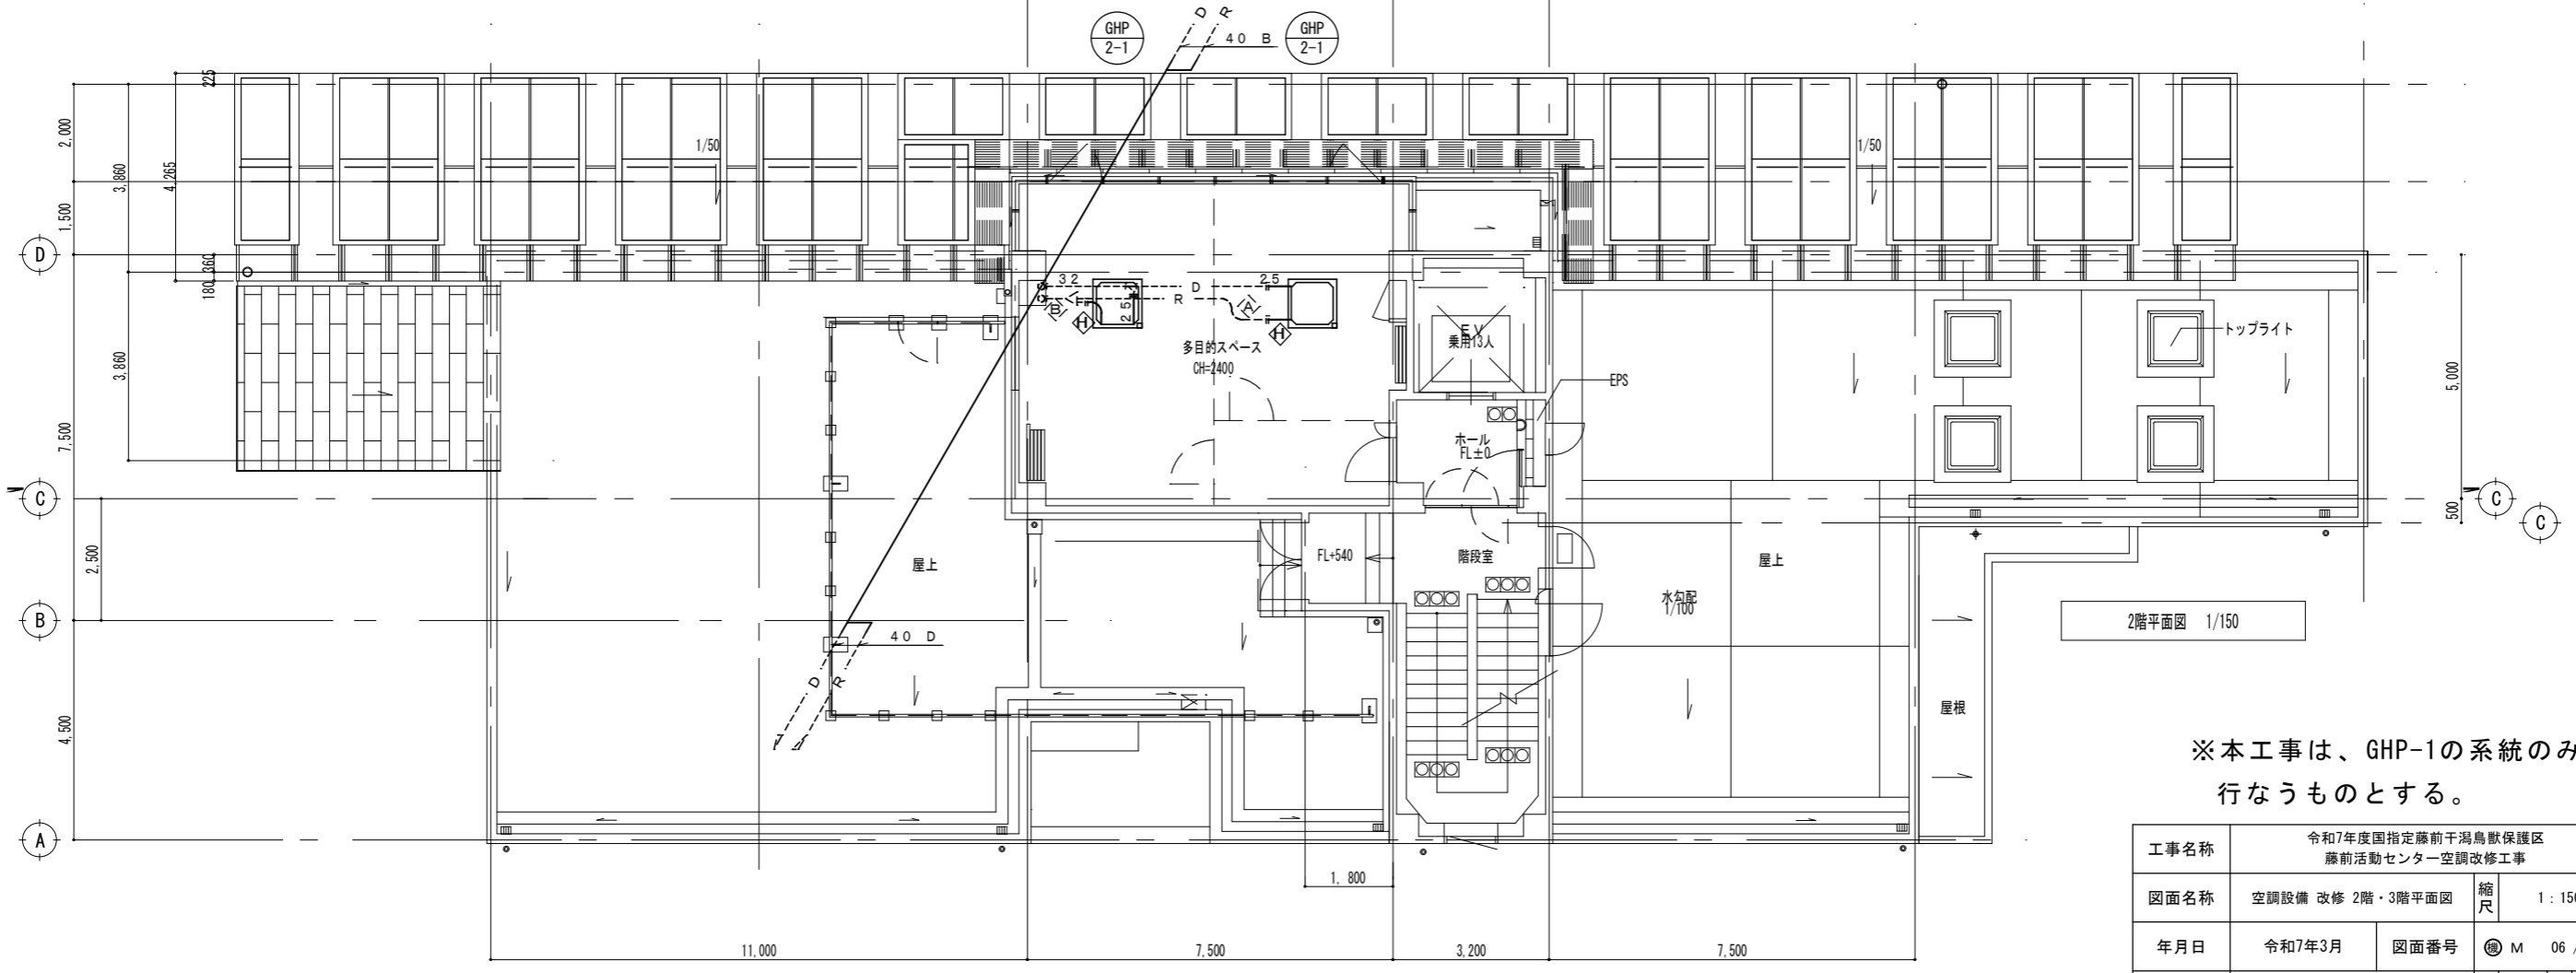 GHP
2-1
D R
40 B
GHP
2-1
225
2,000
3,860
4,265
1,500
360
180
3,860
7,500
2,500
4,500
D
C
B
A
1/50
1/50
32
D
25
R
B
A
25
H
H
多目的スペース
CH=2400
EV
乗用13人
EPS
ホール
FL±0
トップライト
5,000
500
C
C
屋上
FL+540
階段室
屋上
水勾配
1/100
40 D
D R
屋根
2階平面図 1/150
1,800
11,000
7,500
3,200
7,500
※本工事は、GHP-1の系統のみ
行なうものとする。
工事名称
令和7年度国指定藤前干潟鳥獣保護区
藤前活動センター空調改修工事
図面名称
空調設備 改修 2階・3階平面図
縮尺
1：150
年月日
令和7年3月
図面番号
機 M 06 /